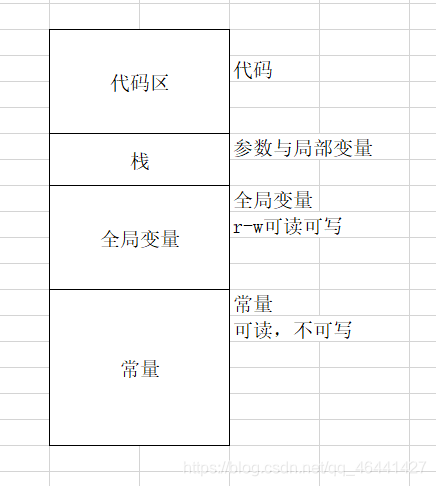 代码区
代码
栈
参数与局部变量
全局变量
全局变量
r-w可读可写
常量
常量
可读，不可写
https://blog.csdn.net/qq_46441427